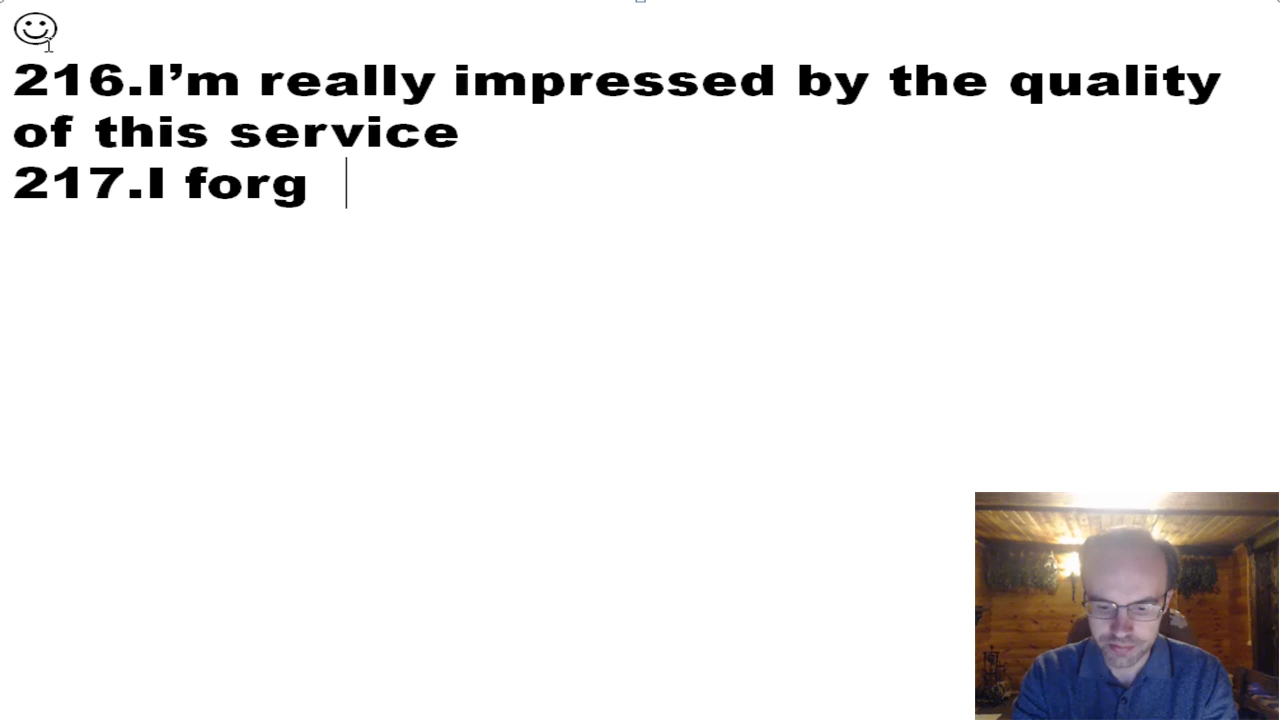 216.I’m really impressed by the quality
of this service
217.I forg